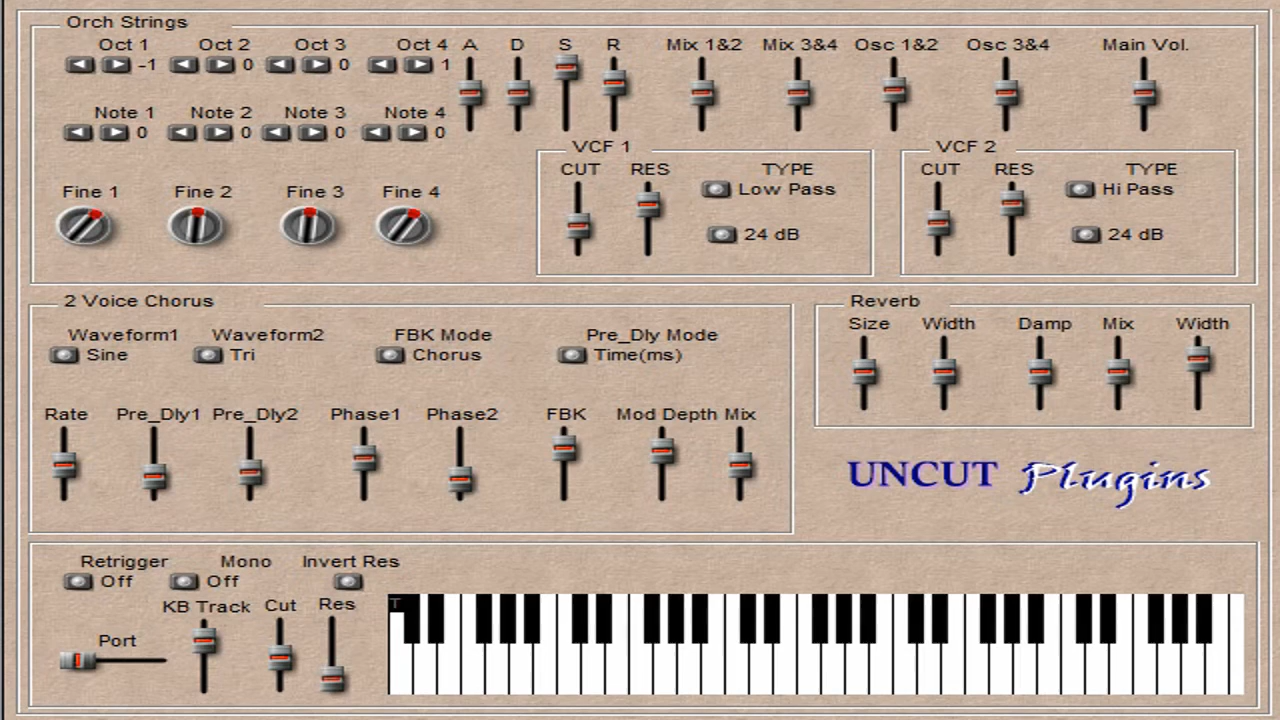 Orch Strings
Oct 1 Oct 2 Oct 3 Oct 4 A D S R Mix 1&2 Mix 3&4 Osc 1&2 Osc 3&4 Main Vol.
-1 0 0 1
Note 1 Note 2 Note 3 Note 4
0 0 0 0
VCF 1 VCF 2
CUT RES TYPE CUT RES TYPE
Low Pass Hi Pass
Fine 1 Fine 2 Fine 3 Fine 4
24 dB 24 dB
2 Voice Chorus Reverb
Size Width Damp Mix Width
Waveform1 Waveform2 FBK Mode Pre_Dly Mode
Sine Tri Chorus Time(ms)
Rate Pre_Dly1 Pre_Dly2 Phase1 Phase2 FBK Mod Depth Mix
UNCUT Plugins
Retrigger Mono Invert Res
Off Off
KB Track Cut Res
T
Port